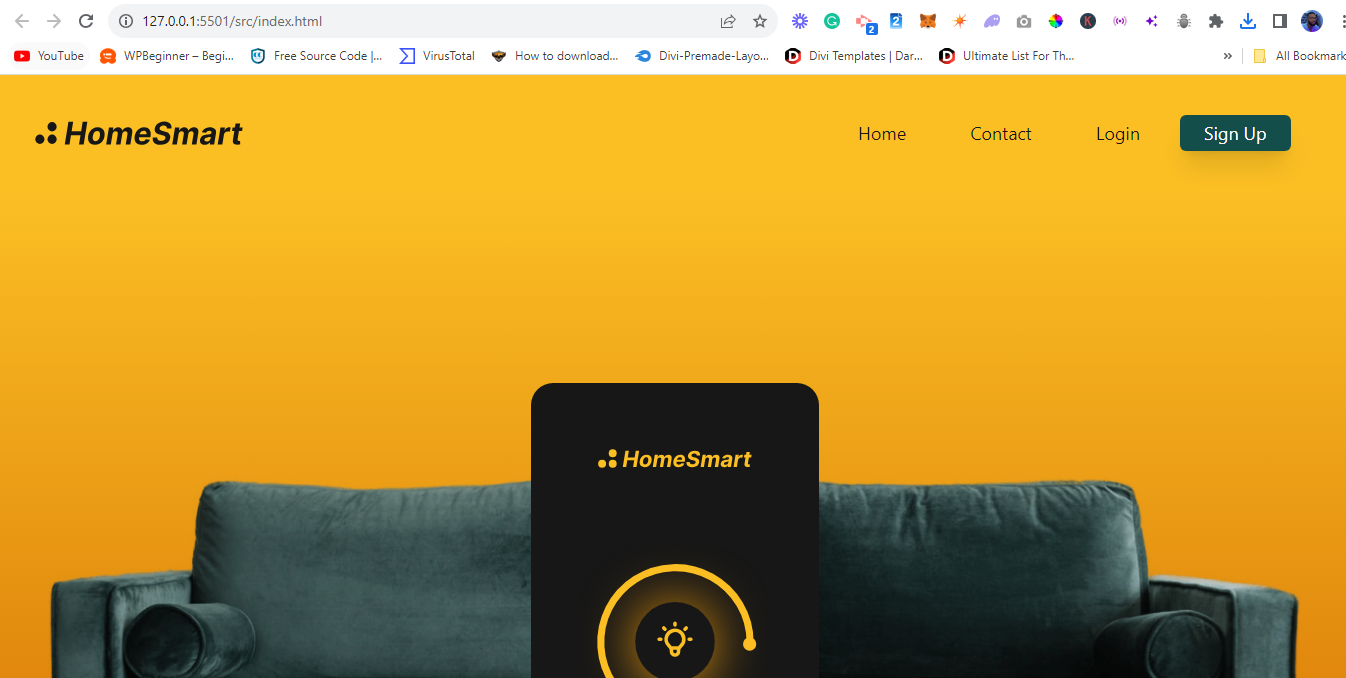 127.0.0.1:5501/src/index.html
2
2
K
YouTube
WPBeginner – Begi...
Free Source Code |...
VirusTotal
How to download...
Divi-Premade-Layo...
Divi Templates | Dar...
Ultimate List For Th...
»
All Bookmark
HomeSmart
Home
Contact
Login
Sign Up
HomeSmart